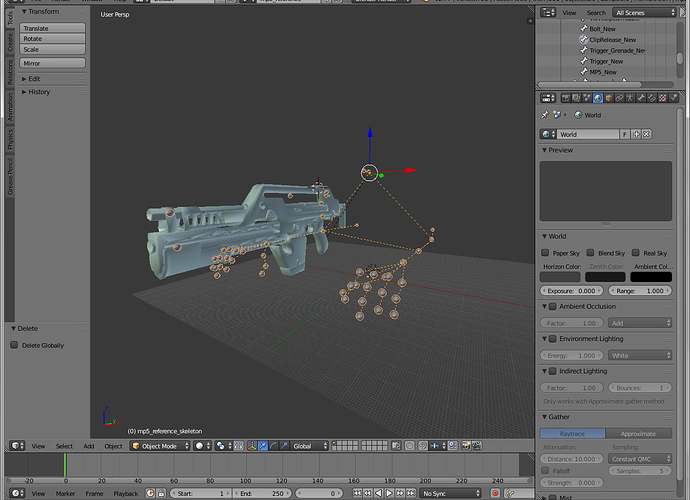 User Persp
Transform
Translate
Rotate
Scale
Mirror
Edit
History
Tools
Create
Relations
Animation
Physics
Grease Pencil
Delete
Delete Globally
(0) mp5_reference_skeleton
View
Select
Add
Object
Object Mode
Global
-20
0
20
40
60
80
100
120
140
160
180
200
220
240
View
Marker
Frame
Playback
Start: 1
End: 250
0
No Sync
View
Search
All Scenes
Bolt_New
ClipRelease_New
Trigger_Grenade_Ne
Trigger_New
MP5_New
World
World
F
Preview
World
Paper Sky
Blend Sky
Real Sky
Horizon Color:
Zenith Color:
Ambient Col...
Exposure: 0.000
Range: 1.000
Ambient Occlusion
Factor: 1.00
Add
Environment Lighting
Energy: 1.000
White
Indirect Lighting
Factor: 1.00
Bounces: 1
Only works with Approximate gather method
Gather
Raytrace
Approximate
Attenuation:
Sampling:
Distance: 10.000
Constant QMC
Falloff
Samples: 5
Strength: 0.000
Mist